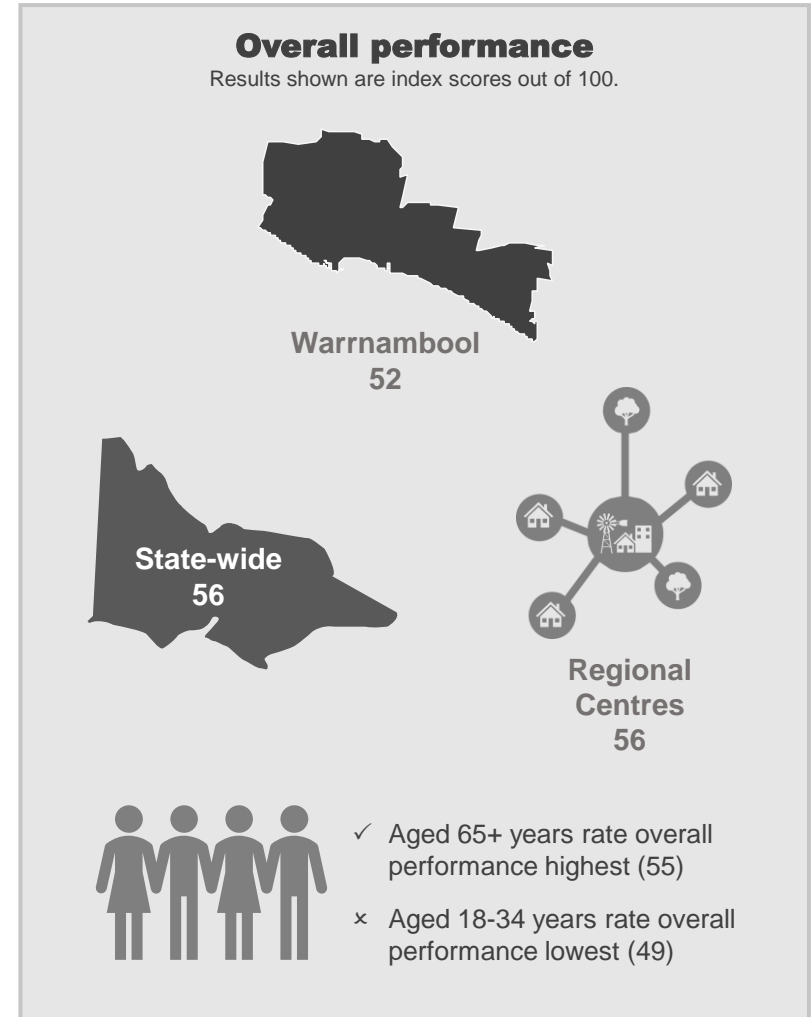 Overall performance
Results shown are index scores out of 100.
Warrnambool
52
State-wide
56
Regional
Centres
56
✓ Aged 65+ years rate overall
performance highest (55)
× Aged 18-34 years rate overall
performance lowest (49)